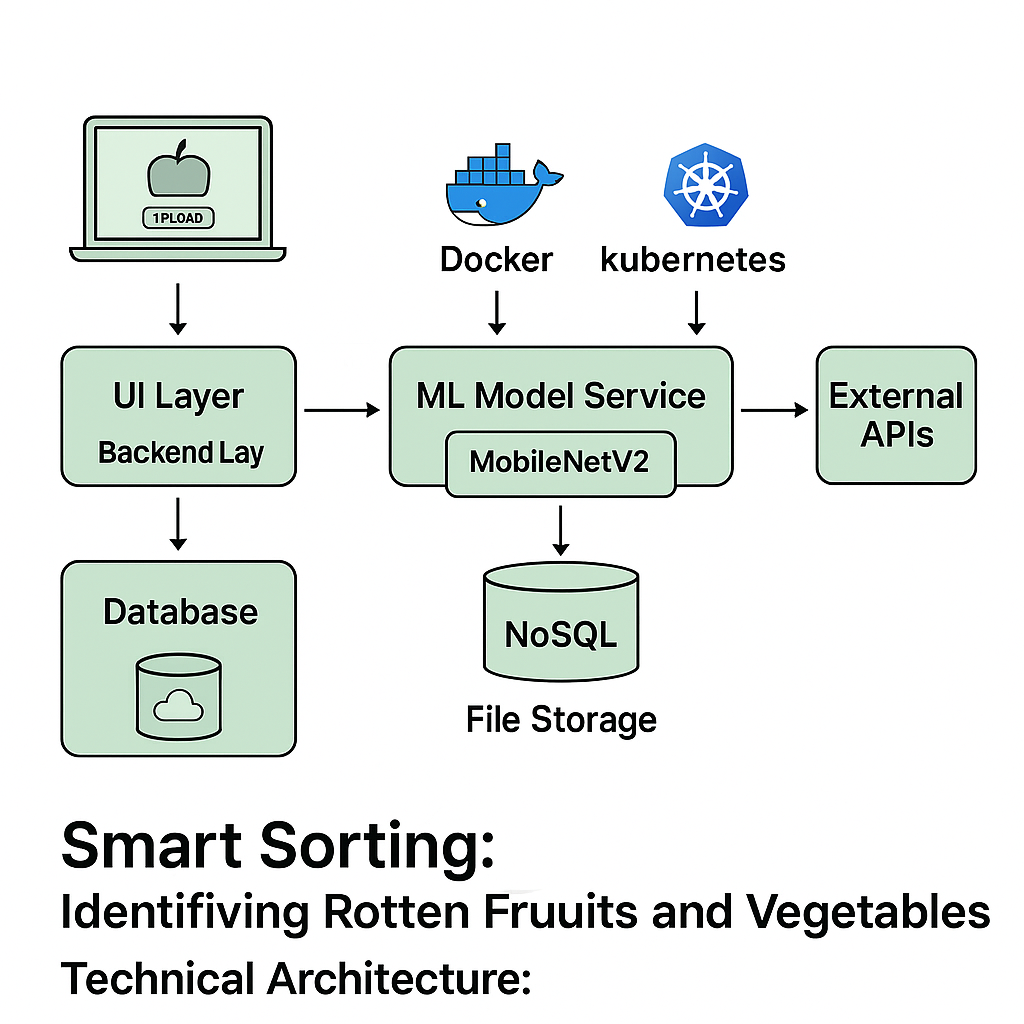 1PLOAD
Docker
kubernetes
UI Layer
Backend Lay
ML Model Service
MobileNetV2
External
APIs
Database
NoSQL
File Storage
Smart Sorting:
Identifiving Rotten Fruuits and Vegetables
Technical Architecture: